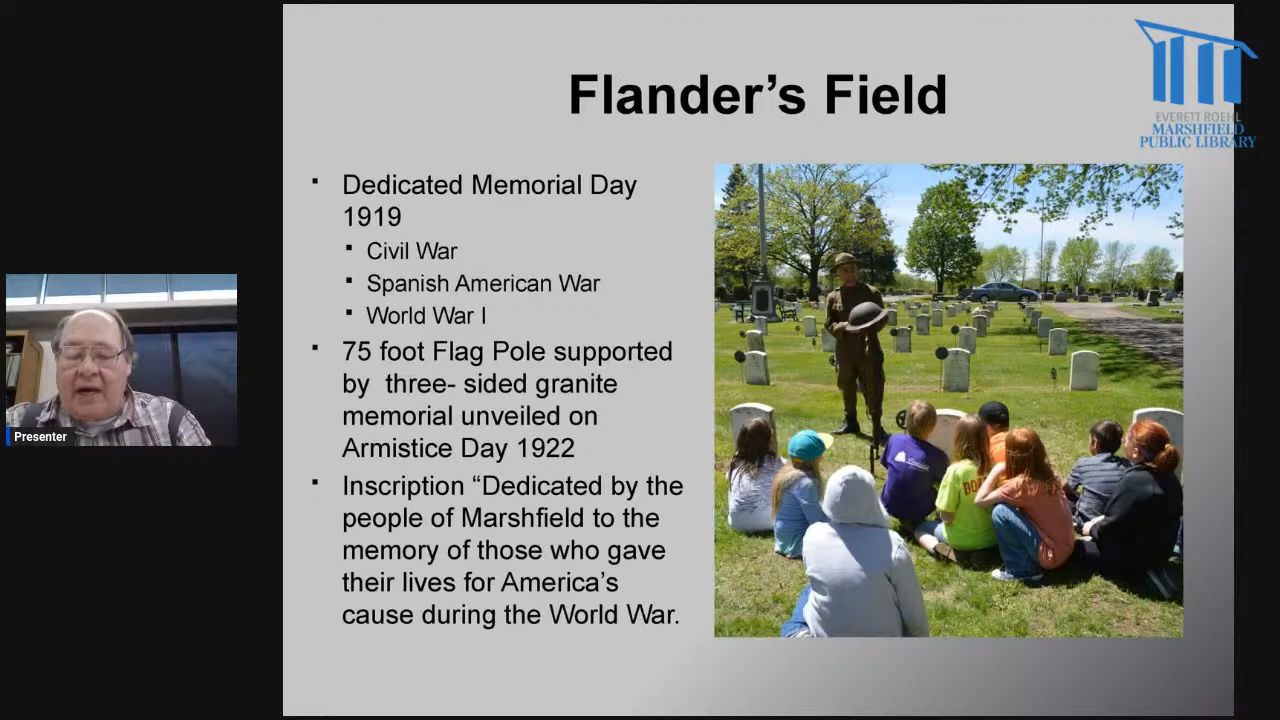 Flander's Field
EVERETT ROEHL
MARSHFIELD
PUBLIC LIBRARY
Dedicated Memorial Day
1919
Civil War
Spanish American War
World War I
75 foot Flag Pole supported
by three- sided granite
memorial unveiled on
Armistice Day 1922
Inscription “Dedicated by the
people of Marshfield to the
memory of those who gave
their lives for America’s
cause during the World War.
Presenter